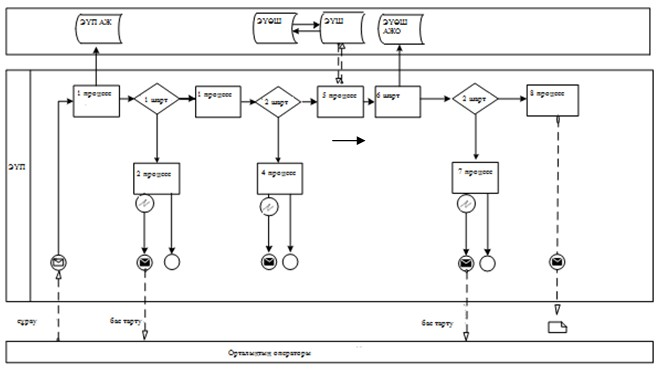 ЭҮП АЖ
ЭҮӨШ
ЭҮШ
ЭҮӨШ
АЖО
1 процесс
1 шарт
1 процесс
2 шарт
5 процесс
6 шарт
2 шарт
8 процесс
ЭҮП
2 процесс
4 процесс
7 процесс
сұрау
бас тарту
бас тарту
Орталықтың операторы